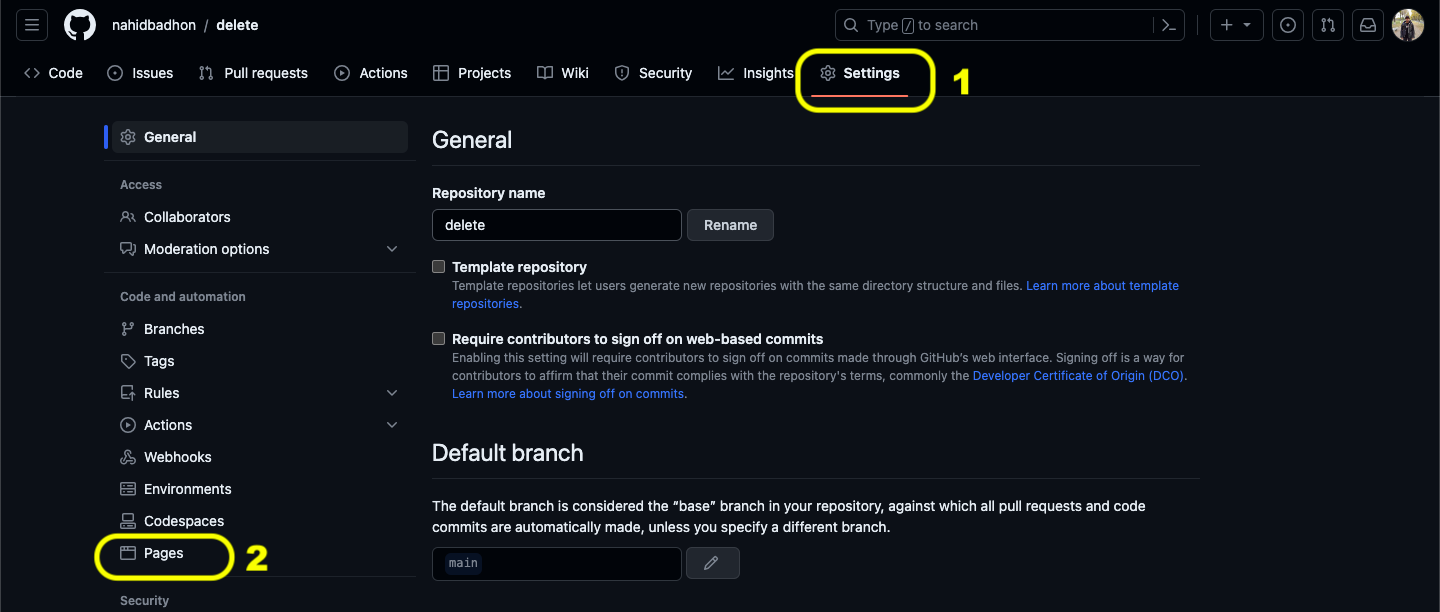 nahidbadhon / delete
Type / to search
Code Issues Pull requests Actions Projects Wiki Security Insights Settings 1
General
Access
Collaborators
Moderation options
Code and automation
Branches
Tags
Rules
Actions
Webhooks
Environments
Codespaces
Pages 2
Security
General
Repository name
delete Rename
Template repository
Template repositories let users generate new repositories with the same directory structure and files. Learn more about template
repositories.
Require contributors to sign off on web-based commits
Enabling this setting will require contributors to sign off on commits made through GitHub's web interface. Signing off is a way for
contributors to affirm that their commit complies with the repository's terms, commonly the Developer Certificate of Origin (DCO).
Learn more about signing off on commits.
Default branch
The default branch is considered the “base” branch in your repository, against which all pull requests and code
commits are automatically made, unless you specify a different branch.
main